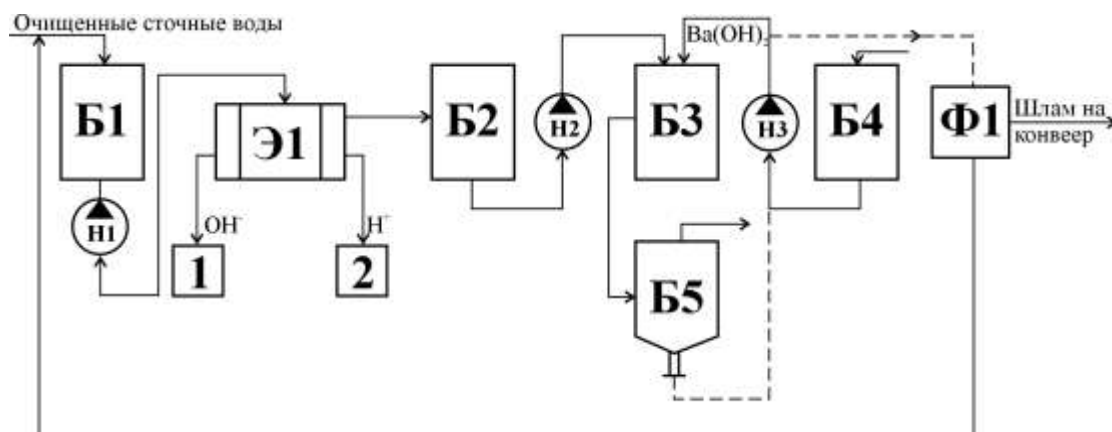 Очищенные сточные воды
Ba(OH)₂
Б1
Э1
Б2
Н2
Б3
Н3
Б4
Ф1
Шлам на
конвеер
Н1
OH⁻
H⁺
1
2
Б5